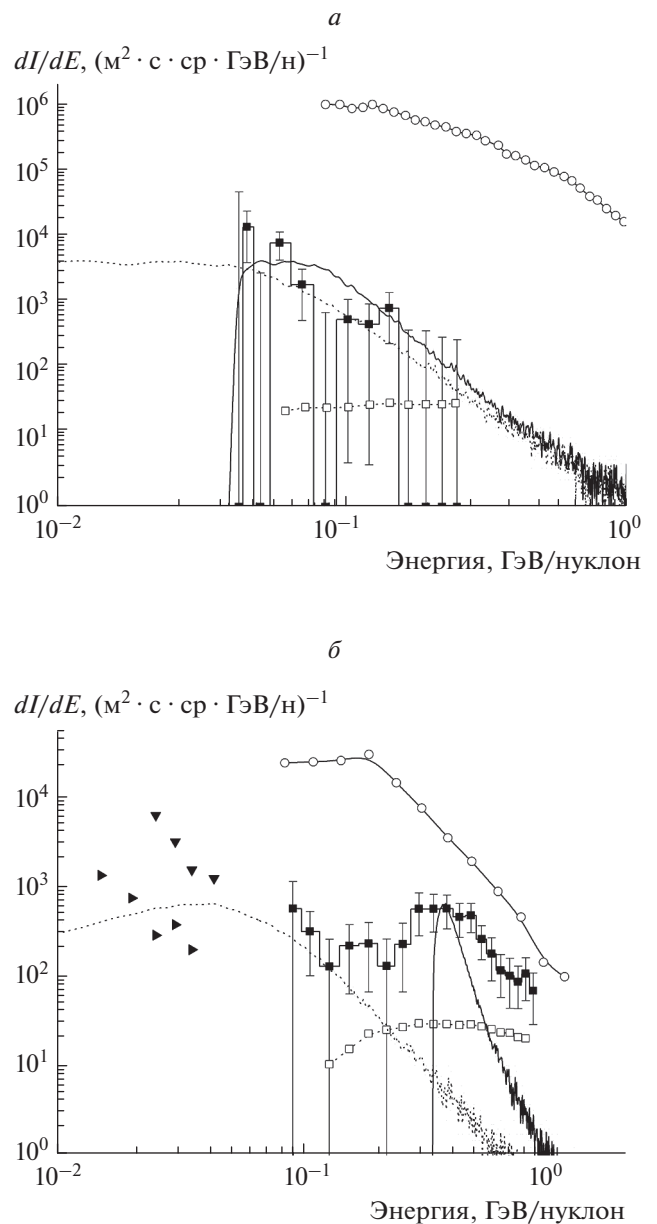 а
dI/dE, (м² · с · ср · ГэВ/н)⁻¹
10⁶
10⁵
10⁴
10³
10²
10¹
10⁰
10⁻² 10⁻¹ 10⁰
Энергия, ГэВ/нуклон
б
dI/dE, (м² · с · ср · ГэВ/н)⁻¹
10⁴
10³
10²
10¹
10⁰
10⁻² 10⁻¹ 10⁰
Энергия, ГэВ/нуклон